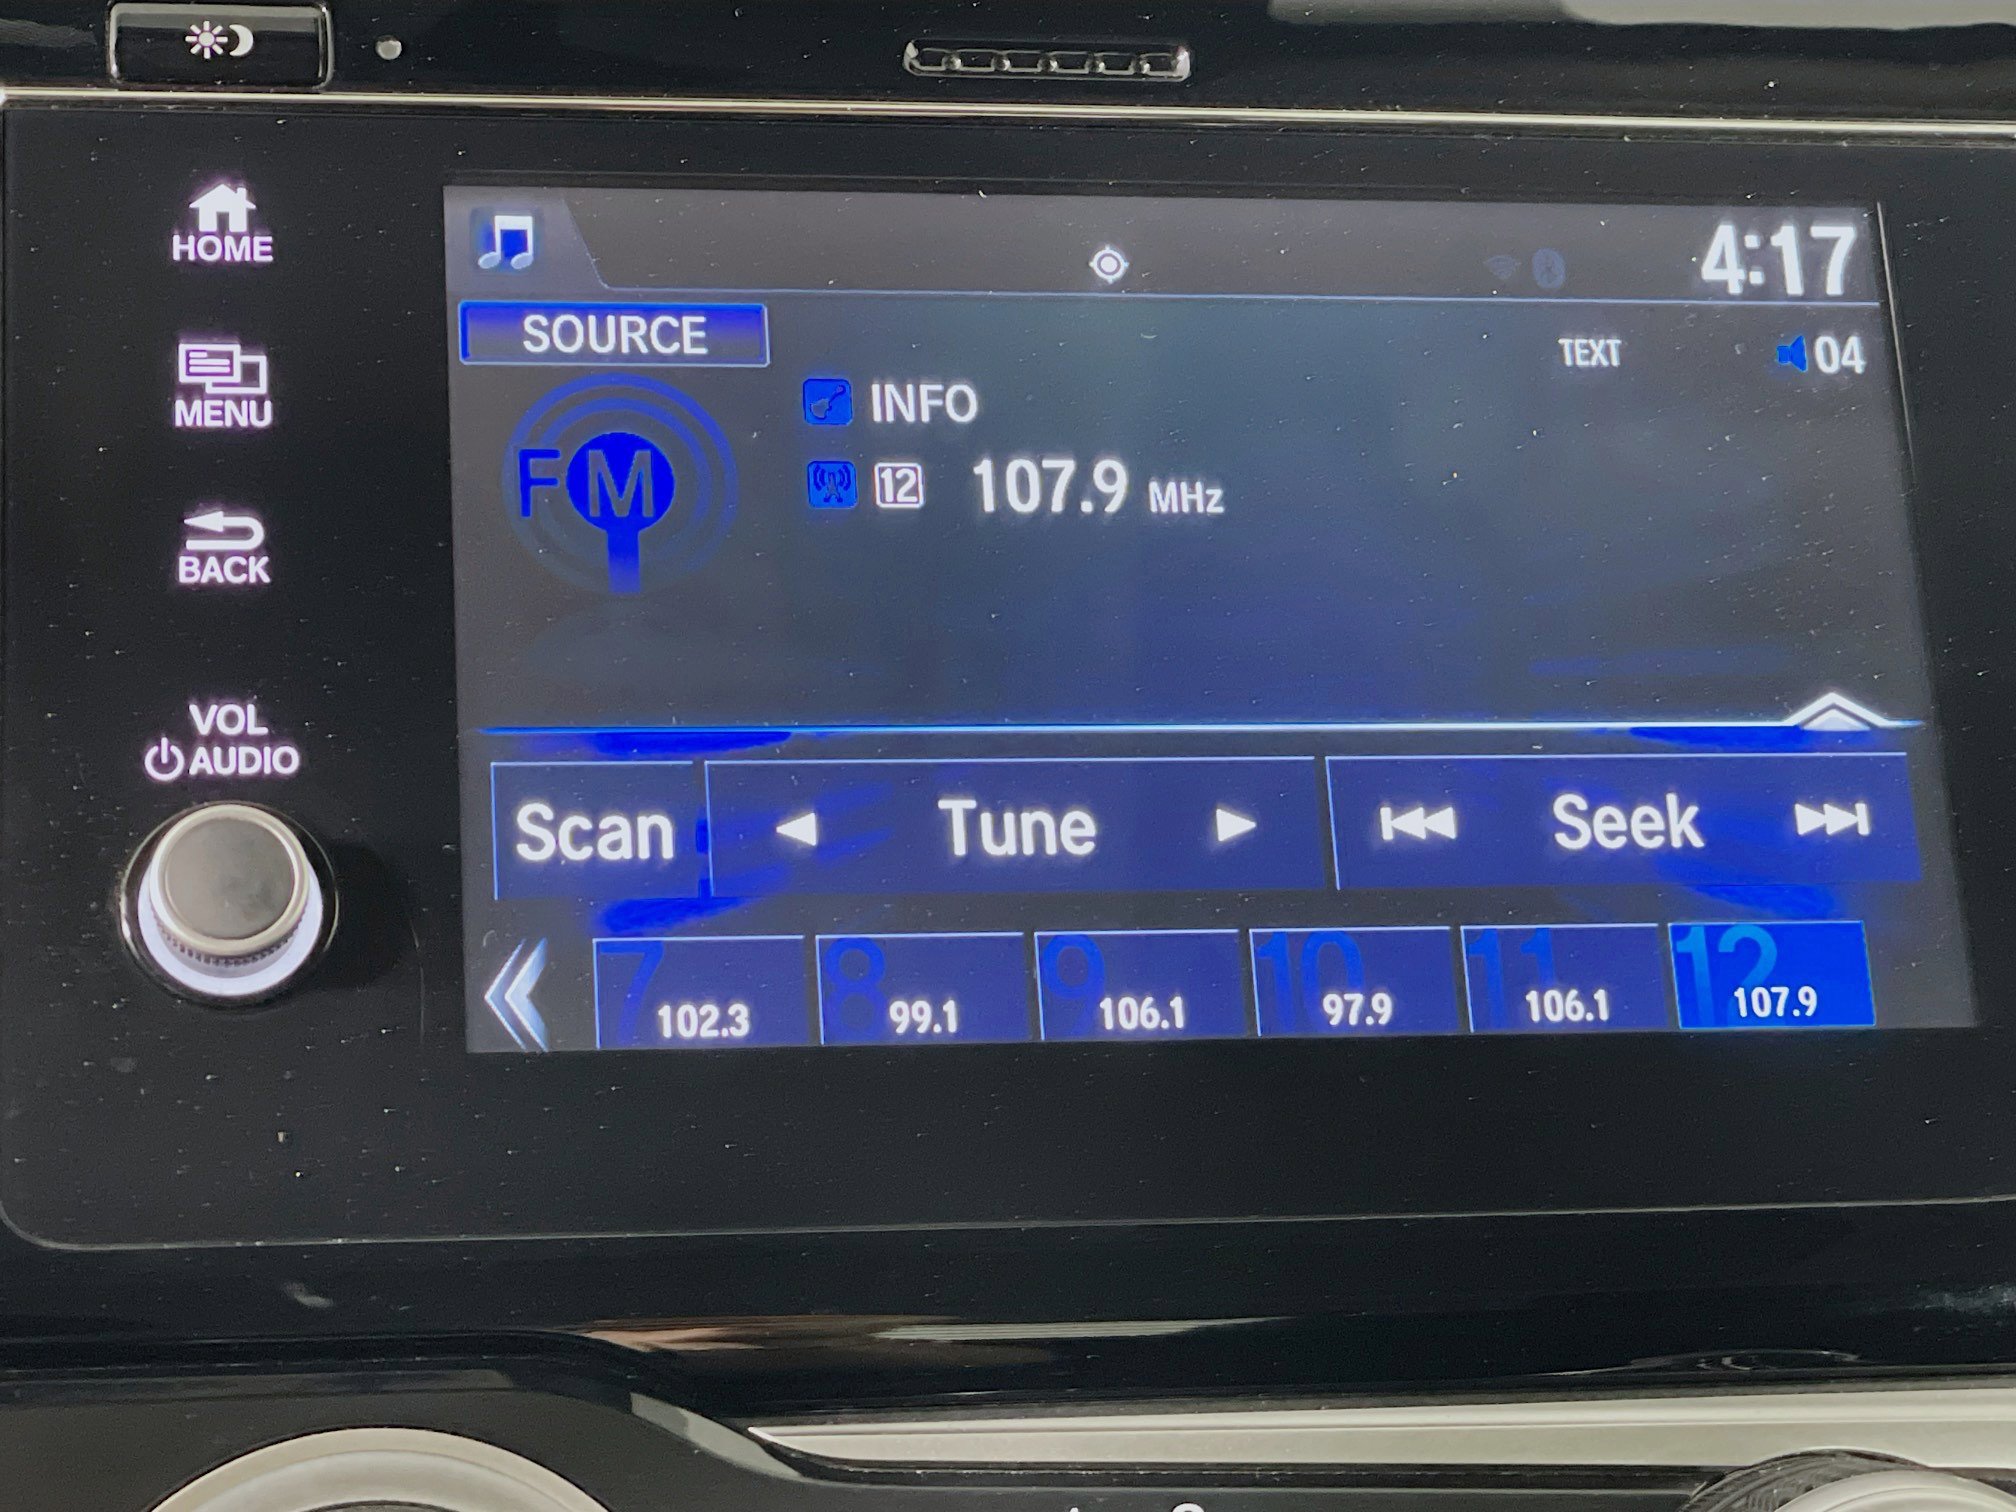 HOME
MENU
BACK
VOL
AUDIO
4:17
SOURCE
TEXT
04
INFO
FM
12 107.9 MHz
Scan
Tune
Seek
7 102.3
8 99.1
9 106.1
10 97.9
11 106.1
12 107.9